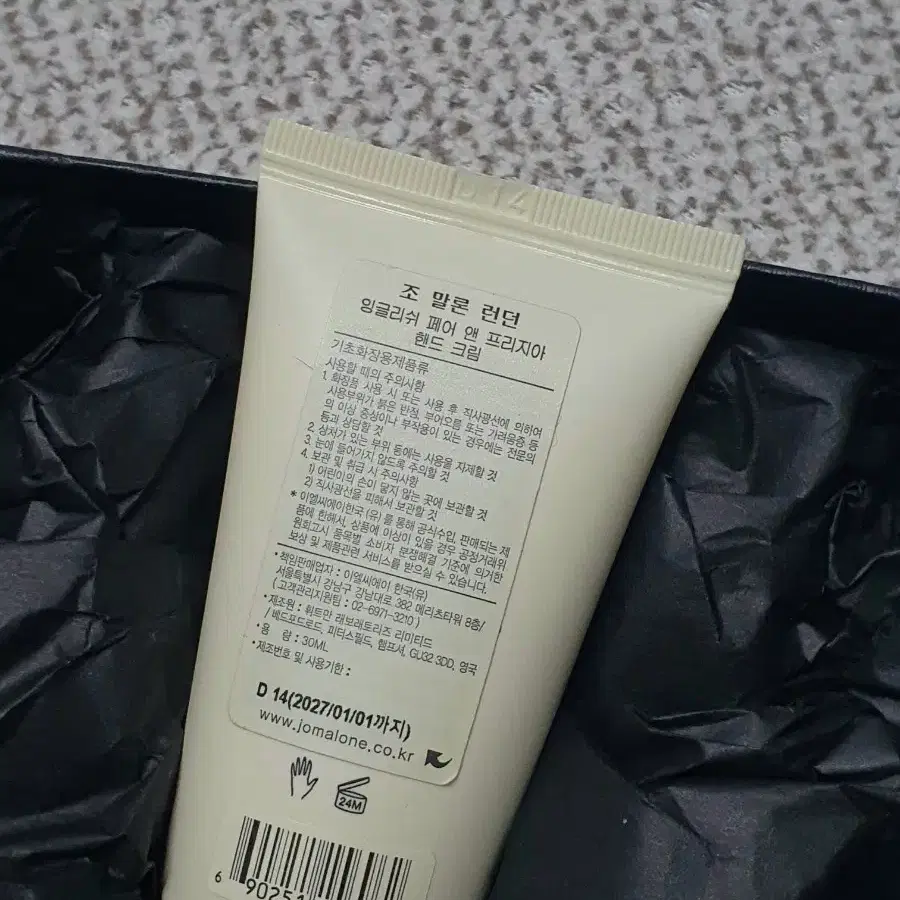 D 14
조 말론 런던
잉글리쉬 페어 앤 프리지아
핸드 크림
기초화장용제품류
사용할 때의 주의사항
1. 화장품 사용 시 또는 사용 후 직사광선에 의하여
사용부위가 붉은 반점, 부어오름 또는 가려움증 등
의 이상 증상이나 부작용이 있는 경우에는 전문의
등과 상담할 것
2. 상처가 있는 부위 등에는 사용을 자제할 것
3. 눈에 들어가지 않도록 주의할 것
4. 보관 및 취급 시 주의사항
1) 어린이의 손이 닿지 않는 곳에 보관할 것
2) 직사광선을 피해서 보관할 것
* 이엘씨에이한국 (유) 를 통해 공식수입, 판매되는 제
품에 한해서, 상품에 이상이 있을 경우 공정거래위
원회고시 품목별 소비자 분쟁해결 기준에 의거한
보상 및 제품관련 서비스를 받으실 수 있습니다.
• 책임판매업자 : 이엘씨에이 한국(유)
서울특별시 강남구 강남대로 382 메리츠타워 8층/
(고객관리지원팀 : 02-6971-3210 )
• 제조원 : 휘트만 래보래토리즈 리미티드
/ 베드포드로드, 피터스필드, 햄프셔, GU32 3DD, 영국
• 용 량 : 30ML
• 제조번호 및 사용기한 :
D 14(2027/01/01까지)
www.jomalone.co.kr
24M
6 90251